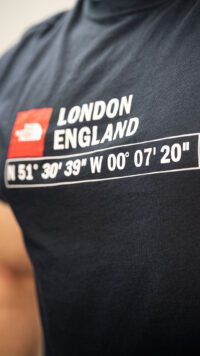 LONDON
ENGLAND
N 51° 30' 39" W 00° 07' 20"